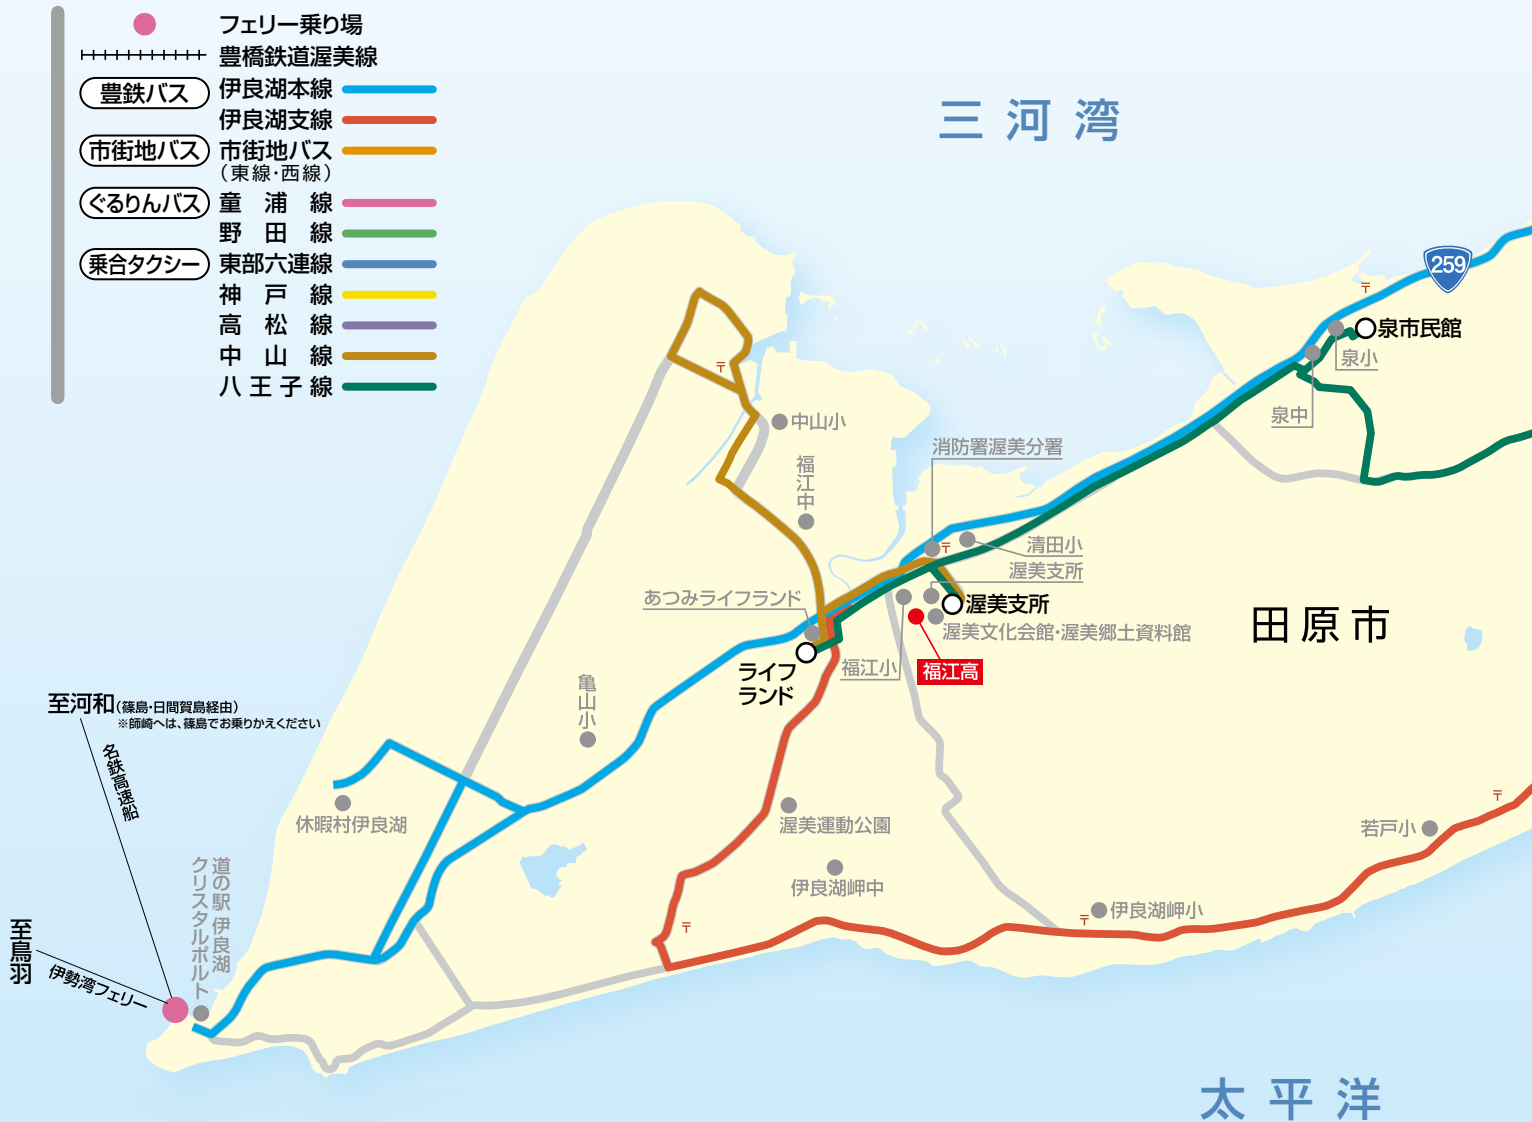 フェリー乗り場
豊橋鉄道渥美線
豊鉄バス 伊良湖本線
伊良湖支線
市街地バス 市街地バス
（東線・西線）
ぐるりんバス 童浦線
野田線
乗合タクシー 東部六連線
神戸線
高松線
中山線
八王子線
三河湾
259
泉市民館
泉小
泉中
中山小
福江中
消防署渥美分署
清田小
渥美支所
渥美支所
あつみライフランド
渥美文化会館・渥美郷土資料館
田原市
福江小
福江高
ライフ
ランド
亀山小
至河和(篠島・日間賀島経由)
※師崎へは、篠島でお乗りかえください
名鉄高速船
休暇村伊良湖
渥美運動公園
若戸小
伊良湖岬中
伊良湖岬小
道の駅 伊良湖
クリスタルポルト
至鳥羽
伊勢湾フェリー
太平洋